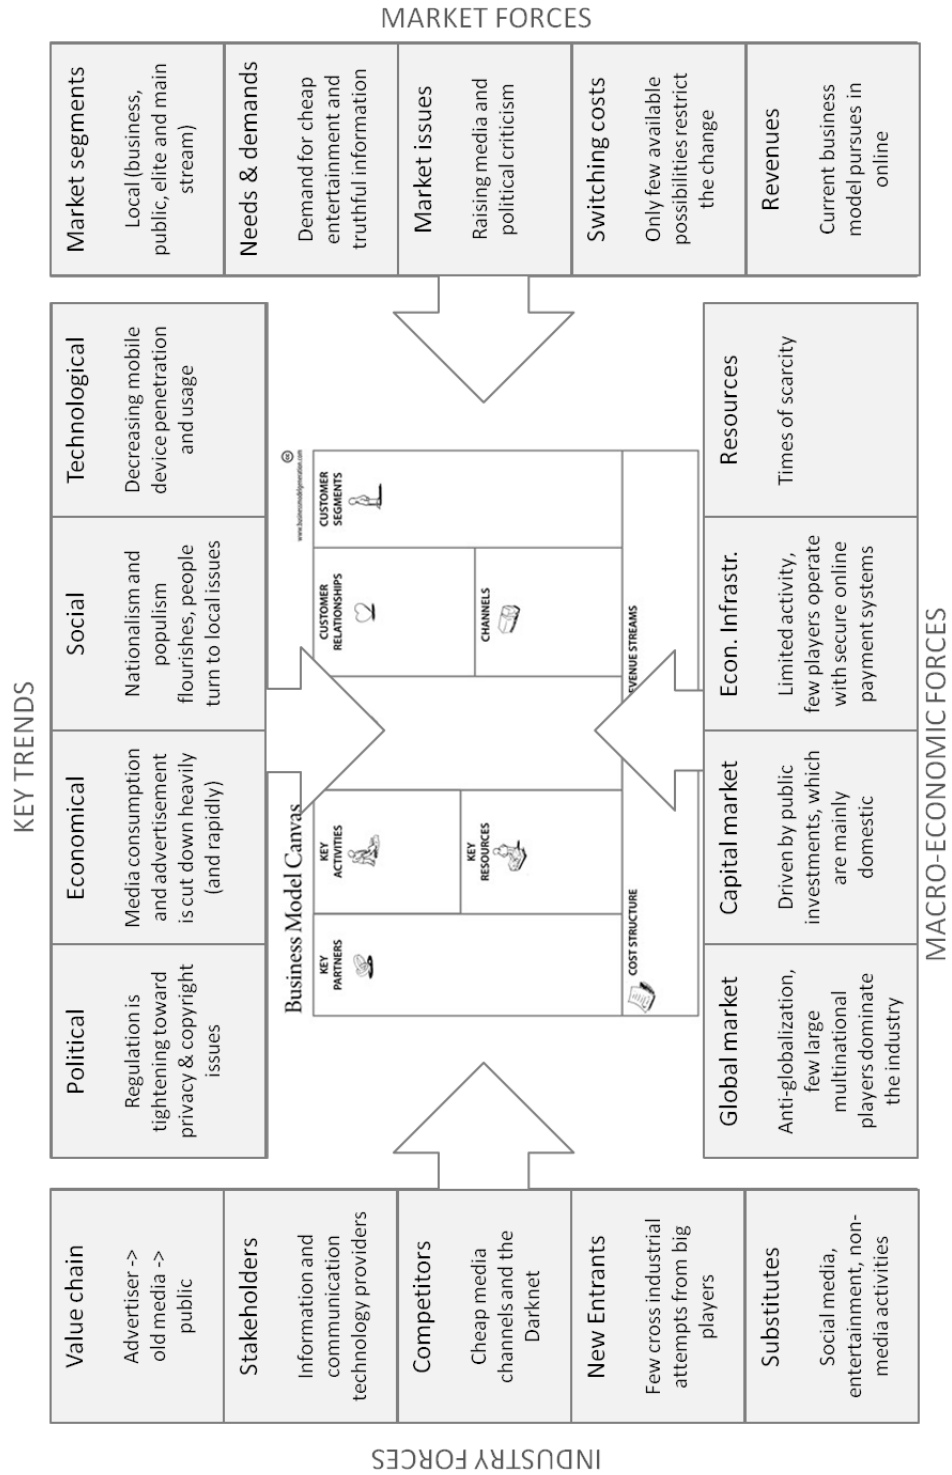 KEY TRENDS
Political
Regulation is
tightening toward
privacy & copyright
issues
Economical
Media consumption
and advertisement
is cut down heavily
(and rapidly)
Social
Nationalism and
populism
flourishes, people
turn to local issues
Technological
Decreasing mobile
device penetration
and usage
INDUSTRY FORCES
Value chain
Advertiser ->
old media ->
public
Stakeholders
Information and
communication
technology providers
Competitors
Cheap media
channels and the
Darknet
New Entrants
Few cross industrial
attempts from big
players
Substitutes
Social media,
entertainment, non-
media activities
Business Model Canvas
www.businessmodelgeneration.com
cc
KEY
PARTNERS
KEY
ACTIVITIES
KEY
RESOURCES
CUSTOMER
RELATIONSHIPS
CHANNELS
CUSTOMER
SEGMENTS
COST STRUCTURE
EVENUE STREAMS
MARKET FORCES
Market segments
Local (business,
public, elite and main
stream)
Needs & demands
Demand for cheap
entertainment and
truthful information
Market issues
Raising media and
political criticism
Switching costs
Only few available
possibilities restrict
the change
Revenues
Current business
model pursues in
online
Global market
Anti-globalization,
few large
multinational
players dominate
the industry
Capital market
Driven by public
investments, which
are mainly
domestic
Econ. Infrastr.
Limited activity,
few players operate
with secure online
payment systems
Resources
Times of scarcity
MACRO-ECONOMIC FORCES